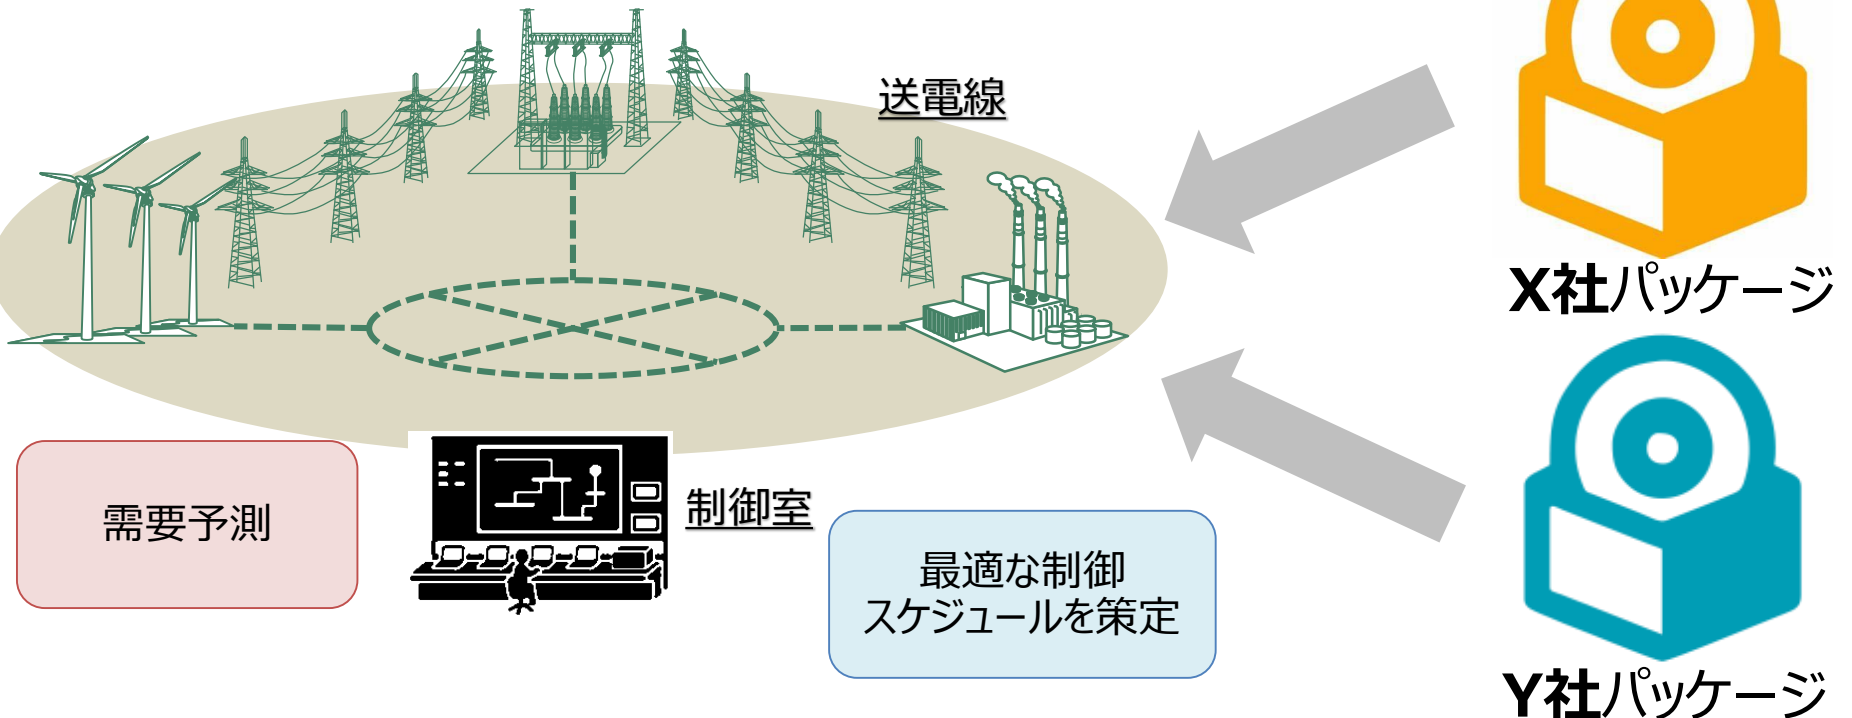 送電線
X社パッケージ
需要予測
制御室
最適な制御
スケジュールを策定
Y社パッケージ